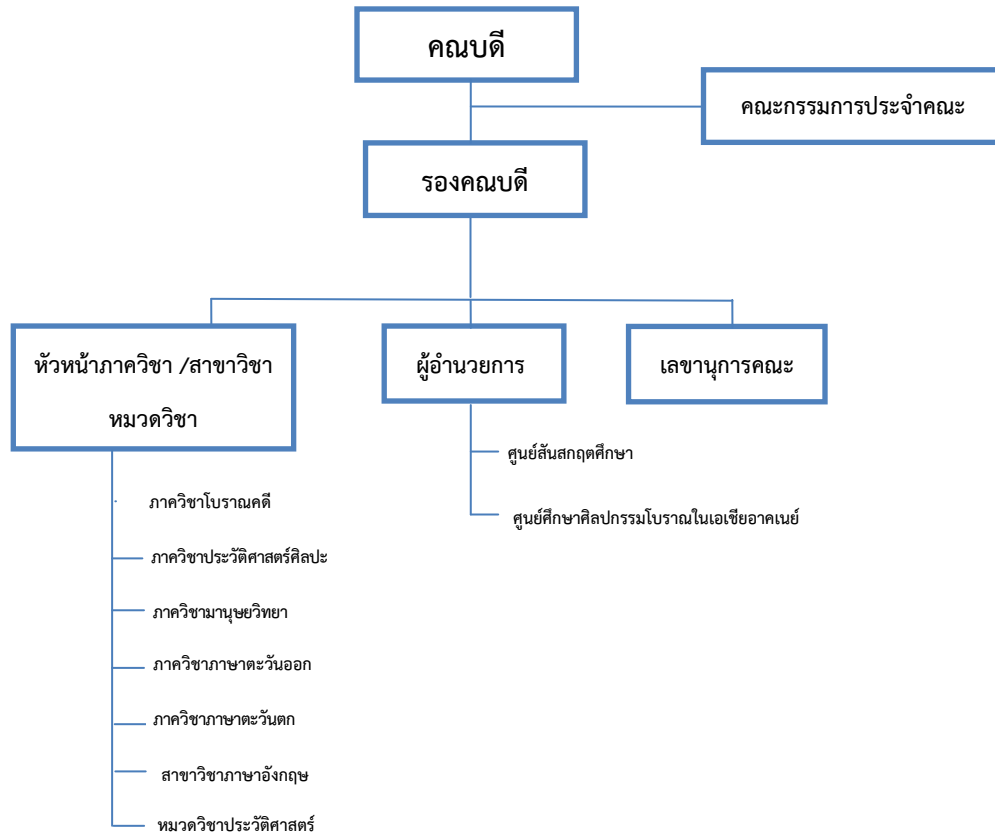 คณบดี
คณะกรรมการประจำคณะ
รองคณบดี
หัวหน้าภาควิชา /สาขาวิชา
หมวดวิชา
ผู้อำนวยการ
เลขานุการคณะ
ศูนย์สันสกฤตศึกษา
ศูนย์ศึกษาศิลปกรรมโบราณในเอเชียอาคเนย์
ภาควิชาโบราณคดี
ภาควิชาประวัติศาสตร์ศิลปะ
ภาควิชามานุษยวิทยา
ภาควิชาภาษาตะวันออก
ภาควิชาภาษาตะวันตก
สาขาวิชาภาษาอังกฤษ
หมวดวิชาประวัติศาสตร์